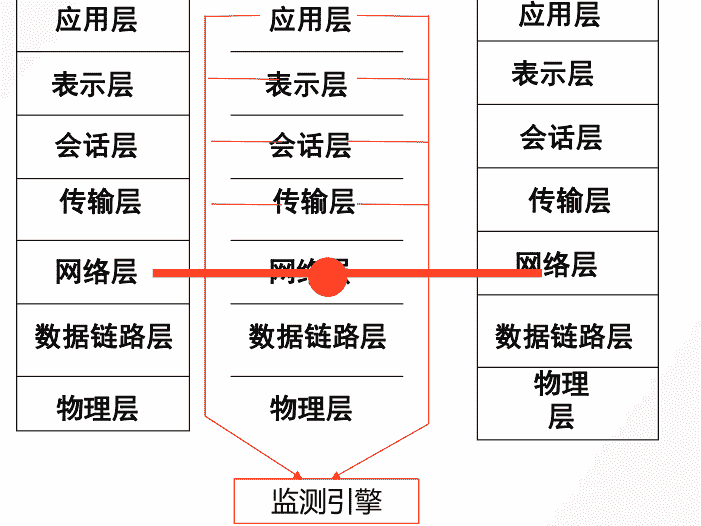 应用层
表示层
会话层
传输层
网络层
数据链路层
物理层
应用层
表示层
会话层
传输层
网络层
数据链路层
物理层
监测引擎
应用层
表示层
会话层
传输层
网络层
数据链路层
物理
层